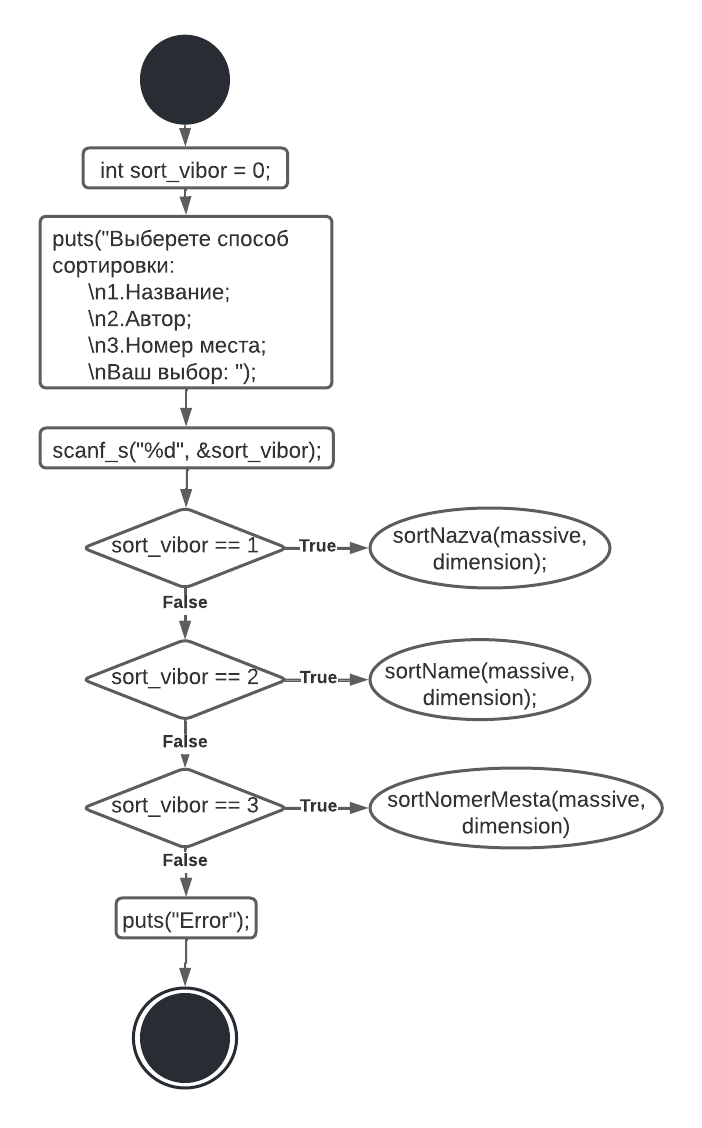 int sort_vibor = 0;
puts("Выберете способ
сортировки:
\n1.Название;
\n2.Автор;
\n3.Номер места;
\nВаш выбор: ");
scanf_s("%d", &sort_vibor);
sort_vibor == 1
True
sortNazva(massive,
dimension);
False
sort_vibor == 2
True
sortName(massive,
dimension);
False
sort_vibor == 3
True
sortNomerMesta(massive,
dimension)
False
puts("Error");